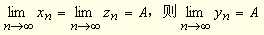 lim_{n→∞} x_n = lim_{n→∞} z_n = A，则 lim_{n→∞} y_n = A